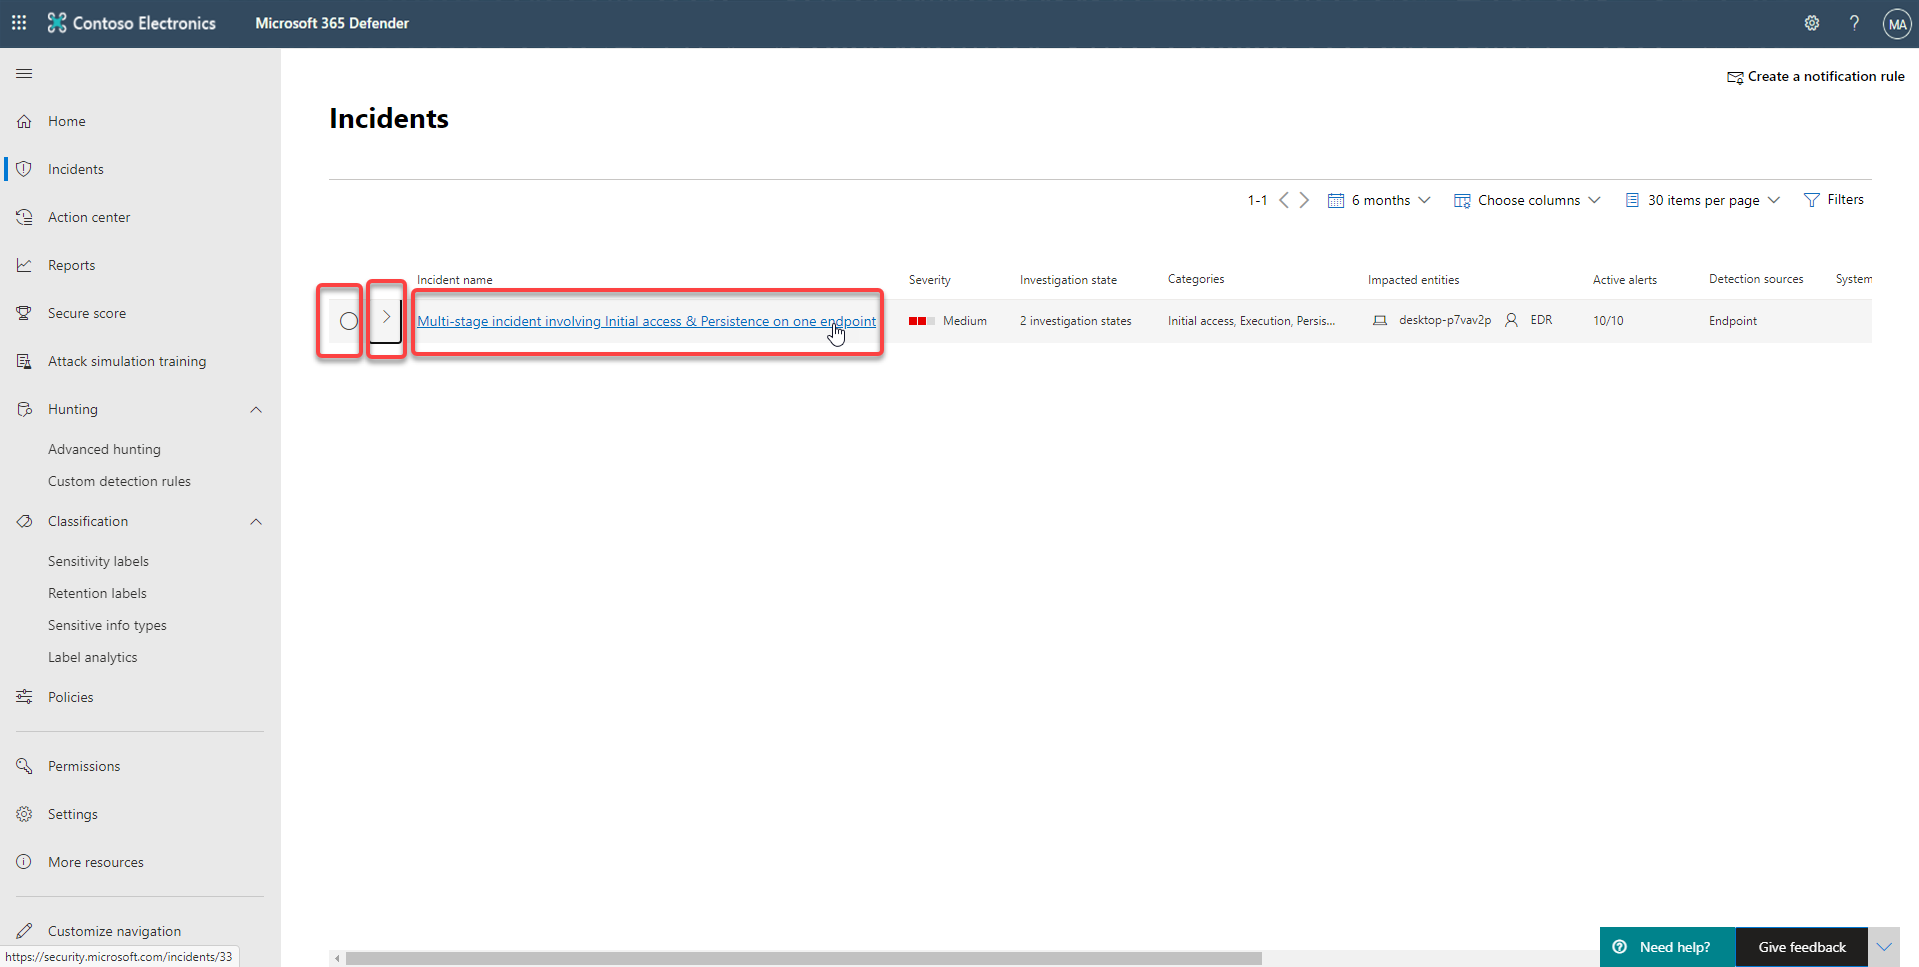 Contoso Electronics
Microsoft 365 Defender
?
MA
Create a notification rule
Home
Incidents
Action center
Reports
Secure score
Attack simulation training
Hunting
Advanced hunting
Custom detection rules
Classification
Sensitivity labels
Retention labels
Sensitive info types
Label analytics
Policies
Permissions
Settings
More resources
Customize navigation
https://security.microsoft.com/incidents/33
Incidents
1-1
6 months
Choose columns
30 items per page
Filters
Incident name Severity Investigation state Categories Impacted entities Active alerts Detection sources System
Multi-stage incident involving Initial access & Persistence on one endpoint Medium 2 investigation states Initial access, Execution, Persis... desktop-p7vav2p EDR 10/10 Endpoint
Need help?
Give feedback